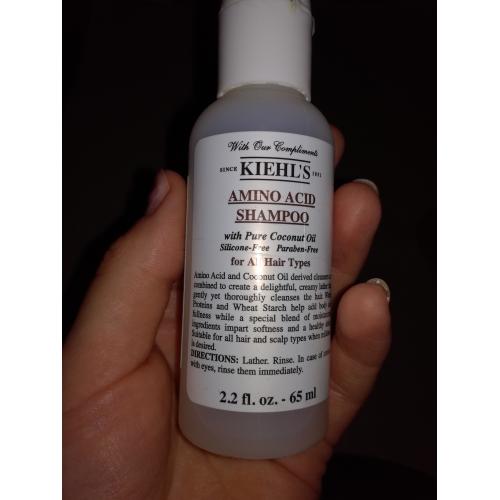 With Our Compliments
SINCE KIEHL'S 1851
AMINO ACID
SHAMPOO
with Pure Coconut Oil
Silicone-Free Paraben-Free
for All Hair Types
Amino Acid and Coconut Oil derived cleansers
combined to create a delightful, creamy lather
gently yet thoroughly cleanses the hair. Wheat
Proteins and Wheat Starch help add body
fullness while a special blend of
ingredients impart softness and a healthy
Suitable for all hair and scalp types when
is desired.
DIRECTIONS: Lather. Rinse. In case of
with eyes, rinse them immediately.
2.2 fl. oz. - 65 ml